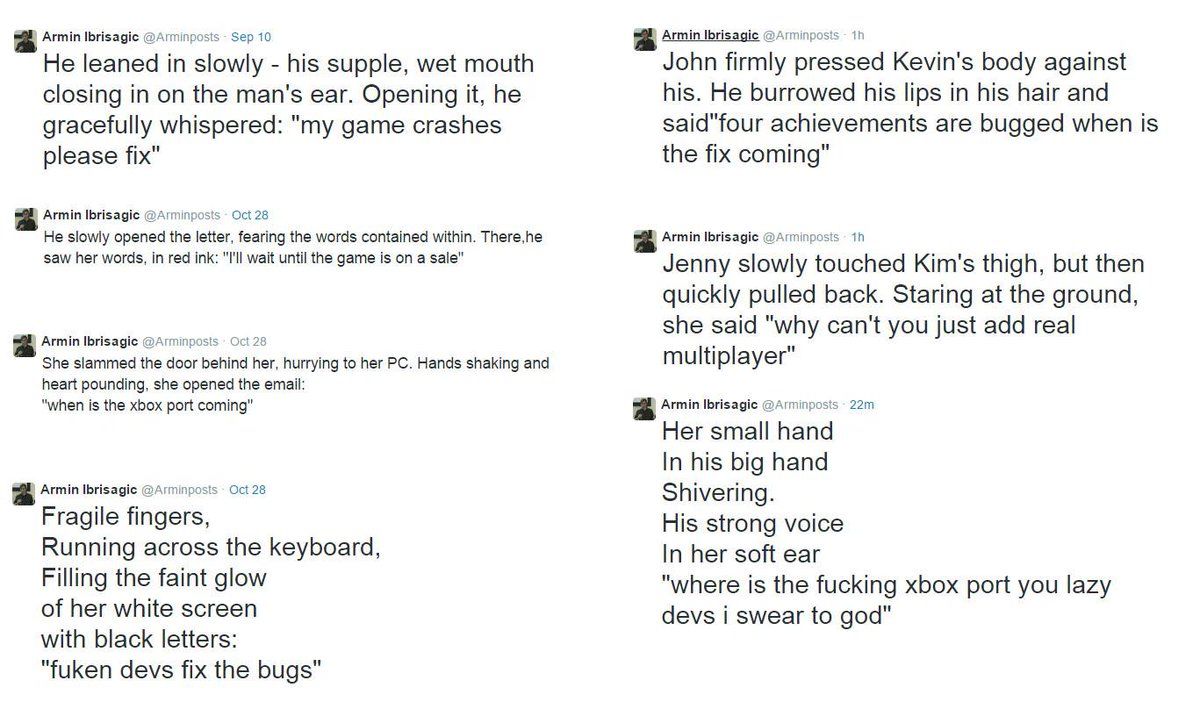 Armin Ibrisagic @Arminposts · Sep 10
He leaned in slowly - his supple, wet mouth
closing in on the man's ear. Opening it, he
gracefully whispered: "my game crashes
please fix"
Armin Ibrisagic @Arminposts · Oct 28
He slowly opened the letter, fearing the words contained within. There,he
saw her words, in red ink: "I'll wait until the game is on a sale"
Armin Ibrisagic @Arminposts · Oct 28
She slammed the door behind her, hurrying to her PC. Hands shaking and
heart pounding, she opened the email:
"when is the xbox port coming"
Armin Ibrisagic @Arminposts · Oct 28
Fragile fingers,
Running across the keyboard,
Filling the faint glow
of her white screen
with black letters:
"fuken devs fix the bugs"
Armin Ibrisagic @Arminposts · 1h
John firmly pressed Kevin's body against
his. He burrowed his lips in his hair and
said"four achievements are bugged when is
the fix coming"
Armin Ibrisagic @Arminposts · 1h
Jenny slowly touched Kim's thigh, but then
quickly pulled back. Staring at the ground,
she said "why can't you just add real
multiplayer"
Armin Ibrisagic @Arminposts · 22m
Her small hand
In his big hand
Shivering.
His strong voice
In her soft ear
"where is the fucking xbox port you lazy
devs i swear to god"